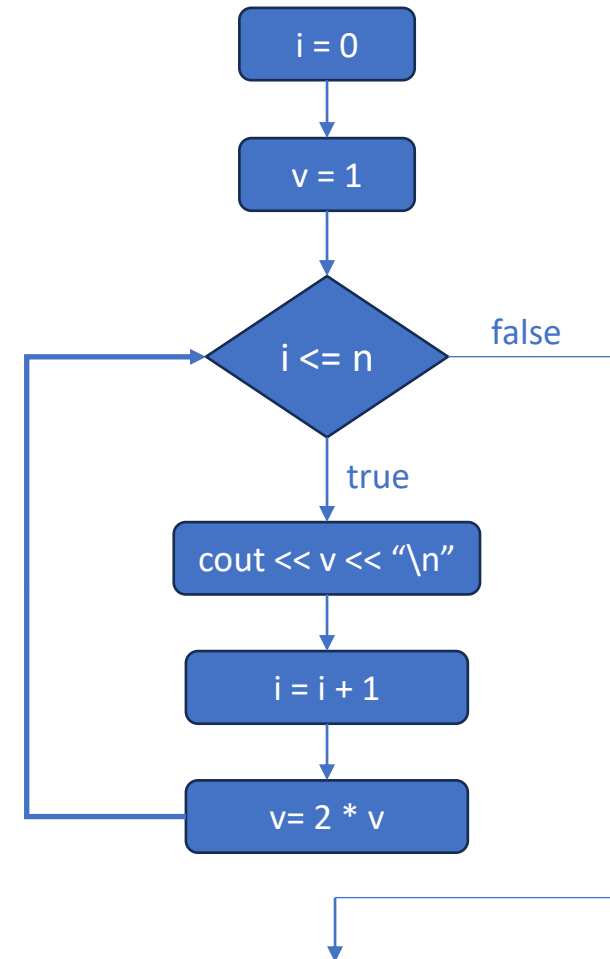 i = 0
v = 1
i <= n
false
true
cout << v << “\n”
i = i + 1
v= 2 * v